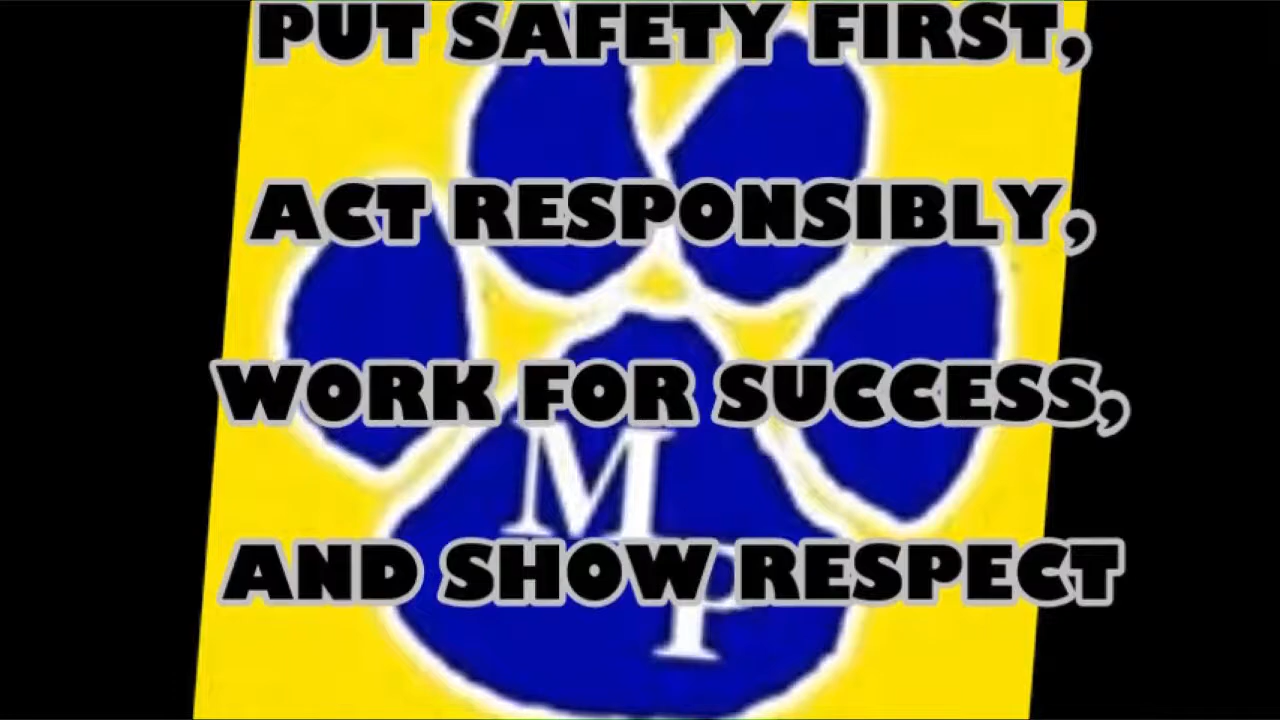 PUT SAFETY FIRST,
ACT RESPONSIBLY,
WORK FOR SUCCESS,
M
AND SHOW RESPECT
P